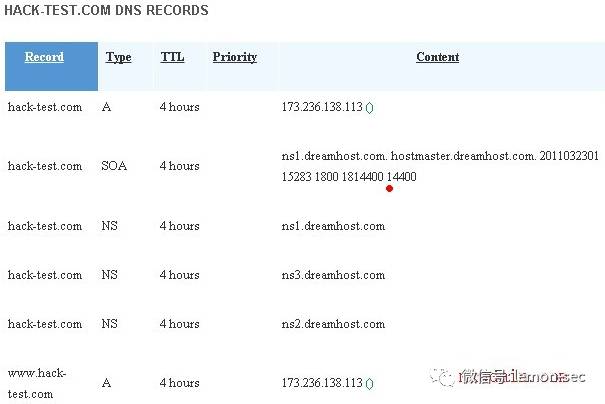 HACK-TEST.COM DNS RECORDS
Record Type TTL Priority Content
hack-test.com A 4 hours 173.236.138.113 ()
hack-test.com SOA 4 hours ns1.dreamhost.com. hostmaster.dreamhost.com. 2011032301
15283 1800 1814400 14400
hack-test.com NS 4 hours ns1.dreamhost.com
hack-test.com NS 4 hours ns3.dreamhost.com
hack-test.com NS 4 hours ns2.dreamhost.com
www.hack-
test.com A 4 hours 173.236.138.113 ()
微信号: lemon-sec